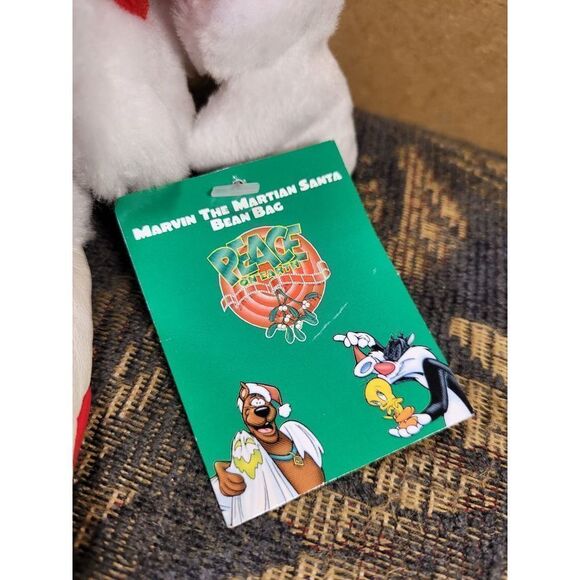 MARVIN THE MARTIAN SANTA
BEAN BAG
PEACE
ON EARTH